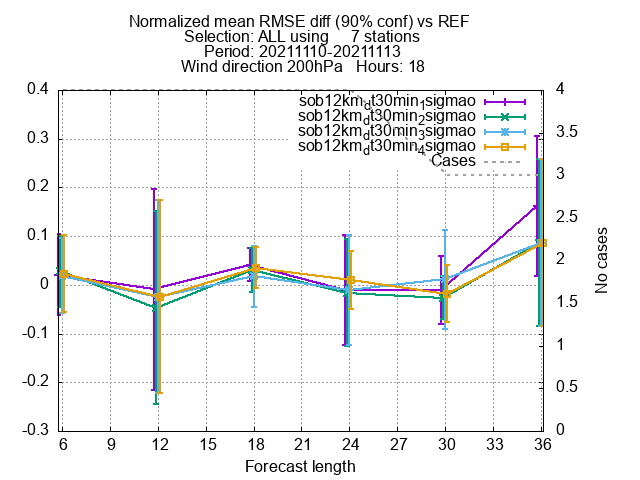 Normalized mean RMSE diff (90% conf) vs REF
Selection: ALL using 7 stations
Period: 20211110-20211113
Wind direction 200hPa Hours: 18
sob12km_dt30min_1sigmao
sob12km_dt30min_2sigmao
sob12km_dt30min_3sigmao
sob12km_dt30min_4sigmao
Cases
0.4
0.3
0.2
0.1
0
-0.1
-0.2
-0.3
4
3.5
3
2.5
2
1.5
1
0.5
0
No cases
6 9 12 15 18 21 24 27 30 33 36
Forecast length